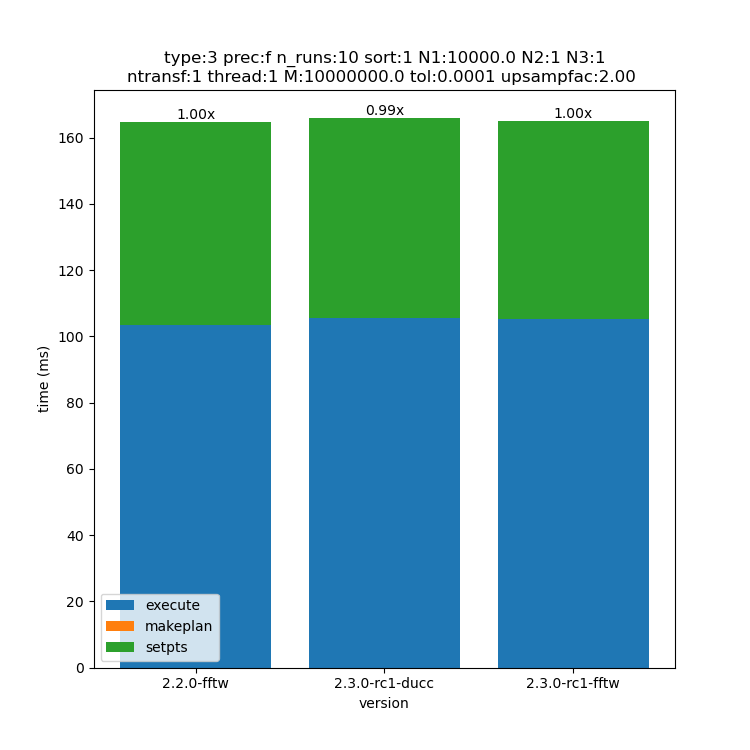 type:3 prec:f n_runs:10 sort:1 N1:10000.0 N2:1 N3:1
ntransf:1 thread:1 M:10000000.0 tol:0.0001 upsampfac:2.00
1.00x
0.99x
1.00x
160
140
120
100
80
60
40
20
0
time (ms)
execute
makeplan
setpts
2.2.0-fftw
2.3.0-rc1-ducc
2.3.0-rc1-fftw
version